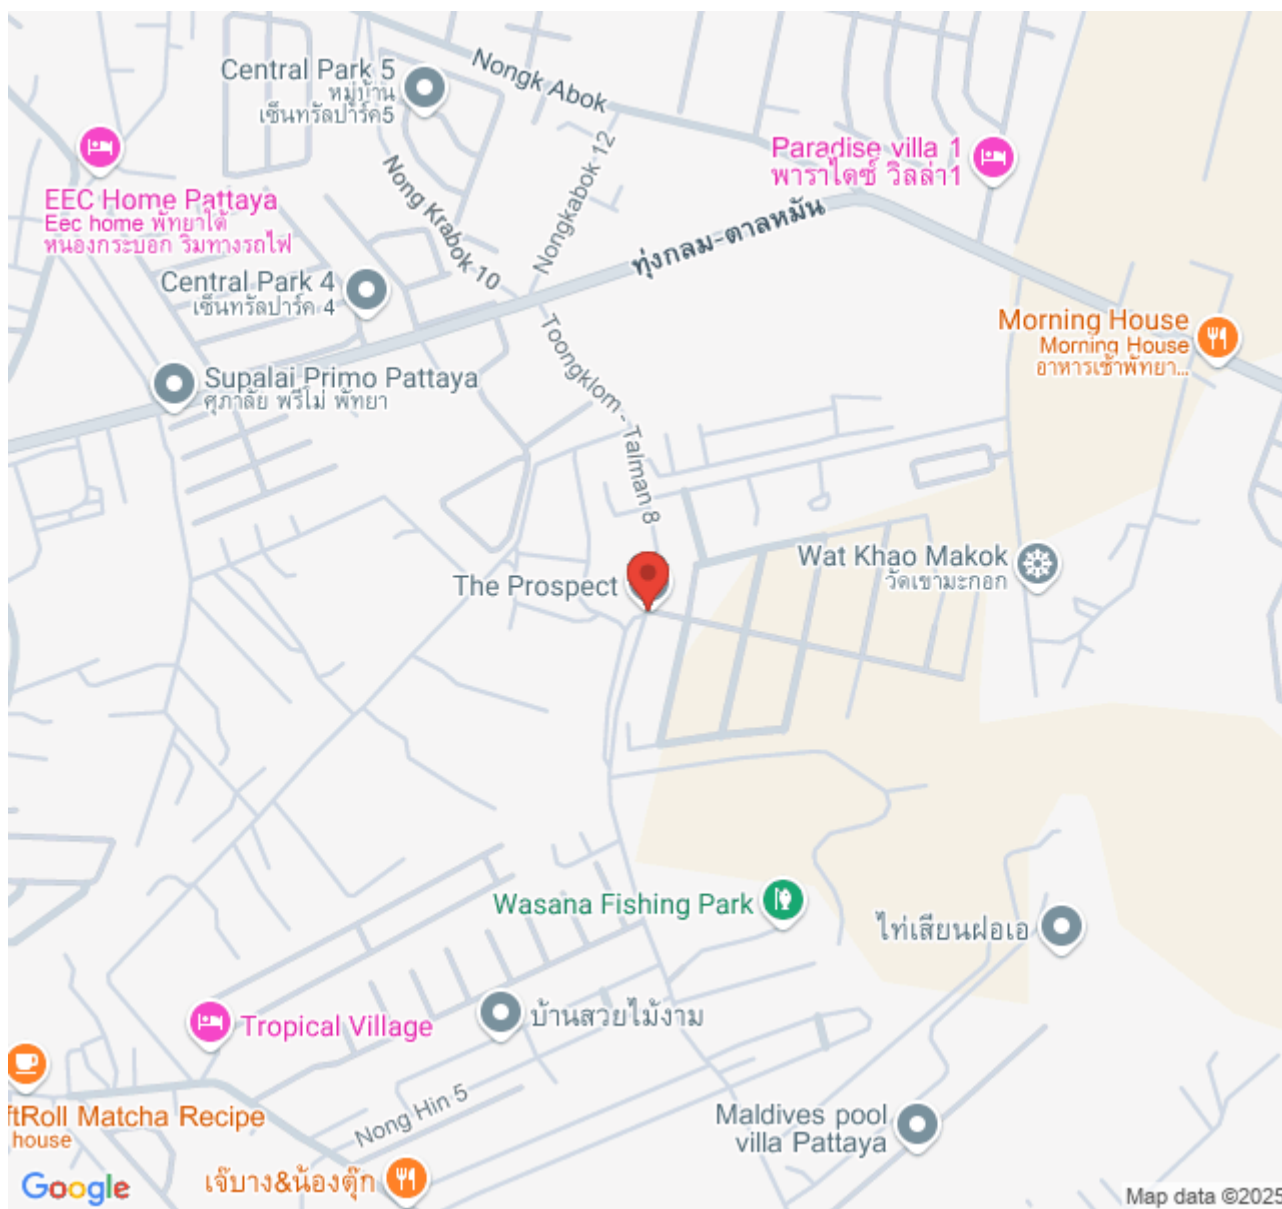 Nongk Abok
Central Park 5
หมู่บ้าน
เซ็นทรัลปาร์ค5
Nongkabok 12
Paradise villa 1
พาราไดซ์ วิลล่า1
EEC Home Pattaya
Eec home พัทยาใต้
หนองกระบอก ริมทางรถไฟ
Nong Krabok 10
ทุ่งกลม-ตาลหมัน
Central Park 4
เซ็นทรัลปาร์ค 4
Morning House
Morning House
อาหารเช้าพัทยา...
Supalai Primo Pattaya
ศุภาลัย พรีโม่ พัทยา
Toongklom - Talman 8
Wat Khao Makok
วัดเขามะกอก
The Prospect
Wasana Fishing Park
ไท่เสียนฝอเอ
Tropical Village
บ้านสวยไม้งาม
ftRoll Matcha Recipe
house
Nong Hin 5
Maldives pool
villa Pattaya
เจ๊บาง&น้องตุ๊ก
Google
Map data ©2025